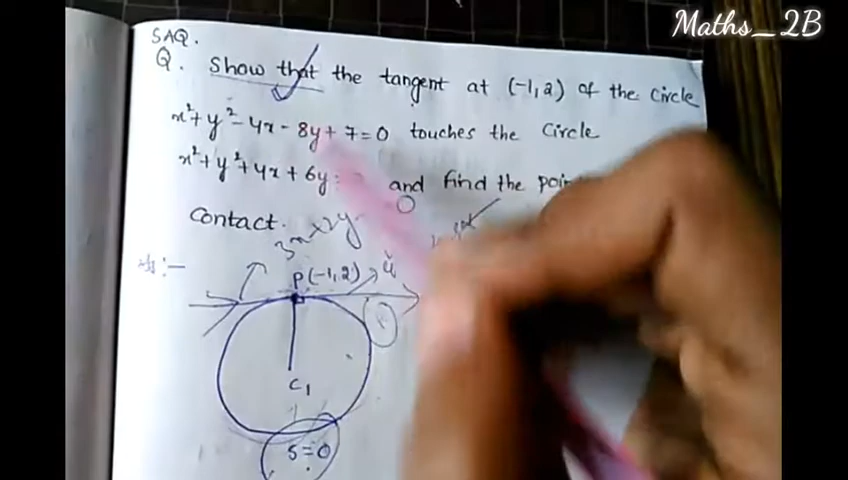 Maths_2B
SAQ.
Q. Show that the tangent at (-1,2) of the circle
x²+y²-4x-8y+7=0 touches the circle
x²+y²+4x+6y= and find the
contact.
P(-1,2)
C₁
S=0